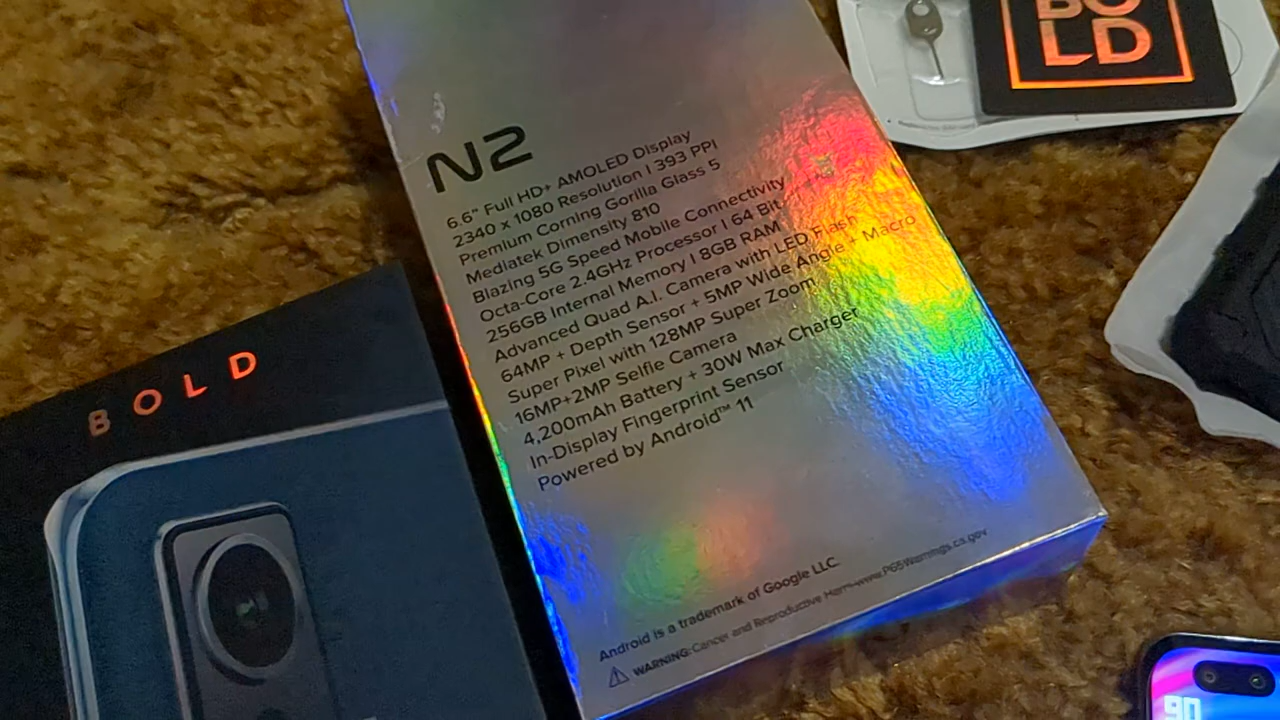 N2
6.6" Full HD+ AMOLED Display
2340 x 1080 Resolution | 393 PPI
Premium Corning Gorilla Glass 5
Mediatek Dimensity 810
Blazing 5G Speed Mobile Connectivity
Octa-Core 2.4GHz Processor | 64 Bit
256GB Internal Memory | 8GB RAM
Advanced Quad A.I. Camera with LED Flash
64MP + Depth Sensor + 5MP Wide Angle + Macro
Super Pixel with 128MP Super Zoom
16MP+2MP Selfie Camera
4,200mAh Battery + 30W Max Charger
In-Display Fingerprint Sensor
Powered by Android™ 11
Android is a trademark of Google LLC.
WARNING: Cancer and Reproductive Harm-www.P65Warnings.ca.gov
BOLD
BO
LD
90